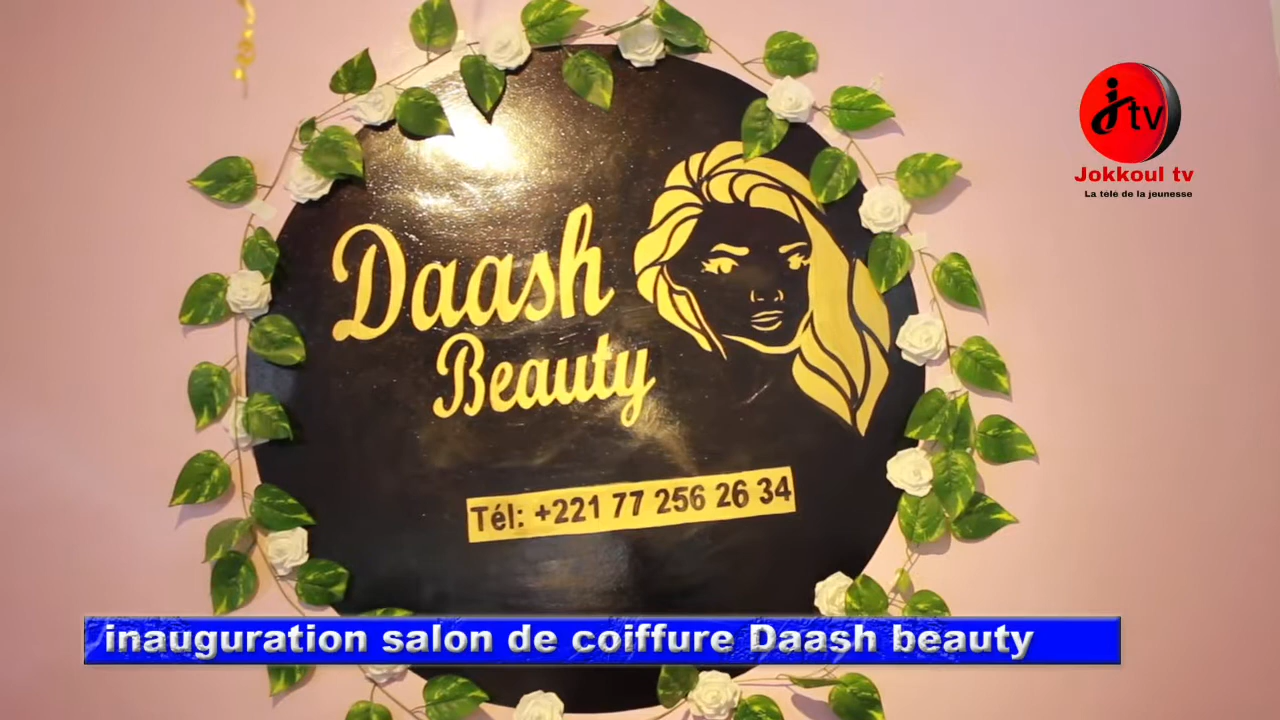 jtv
Jokkoul tv
La télé de la jeunesse
Daash
Beauty
Tél: +221 77 256 26 34
inauguration salon de coiffure Daash beauty